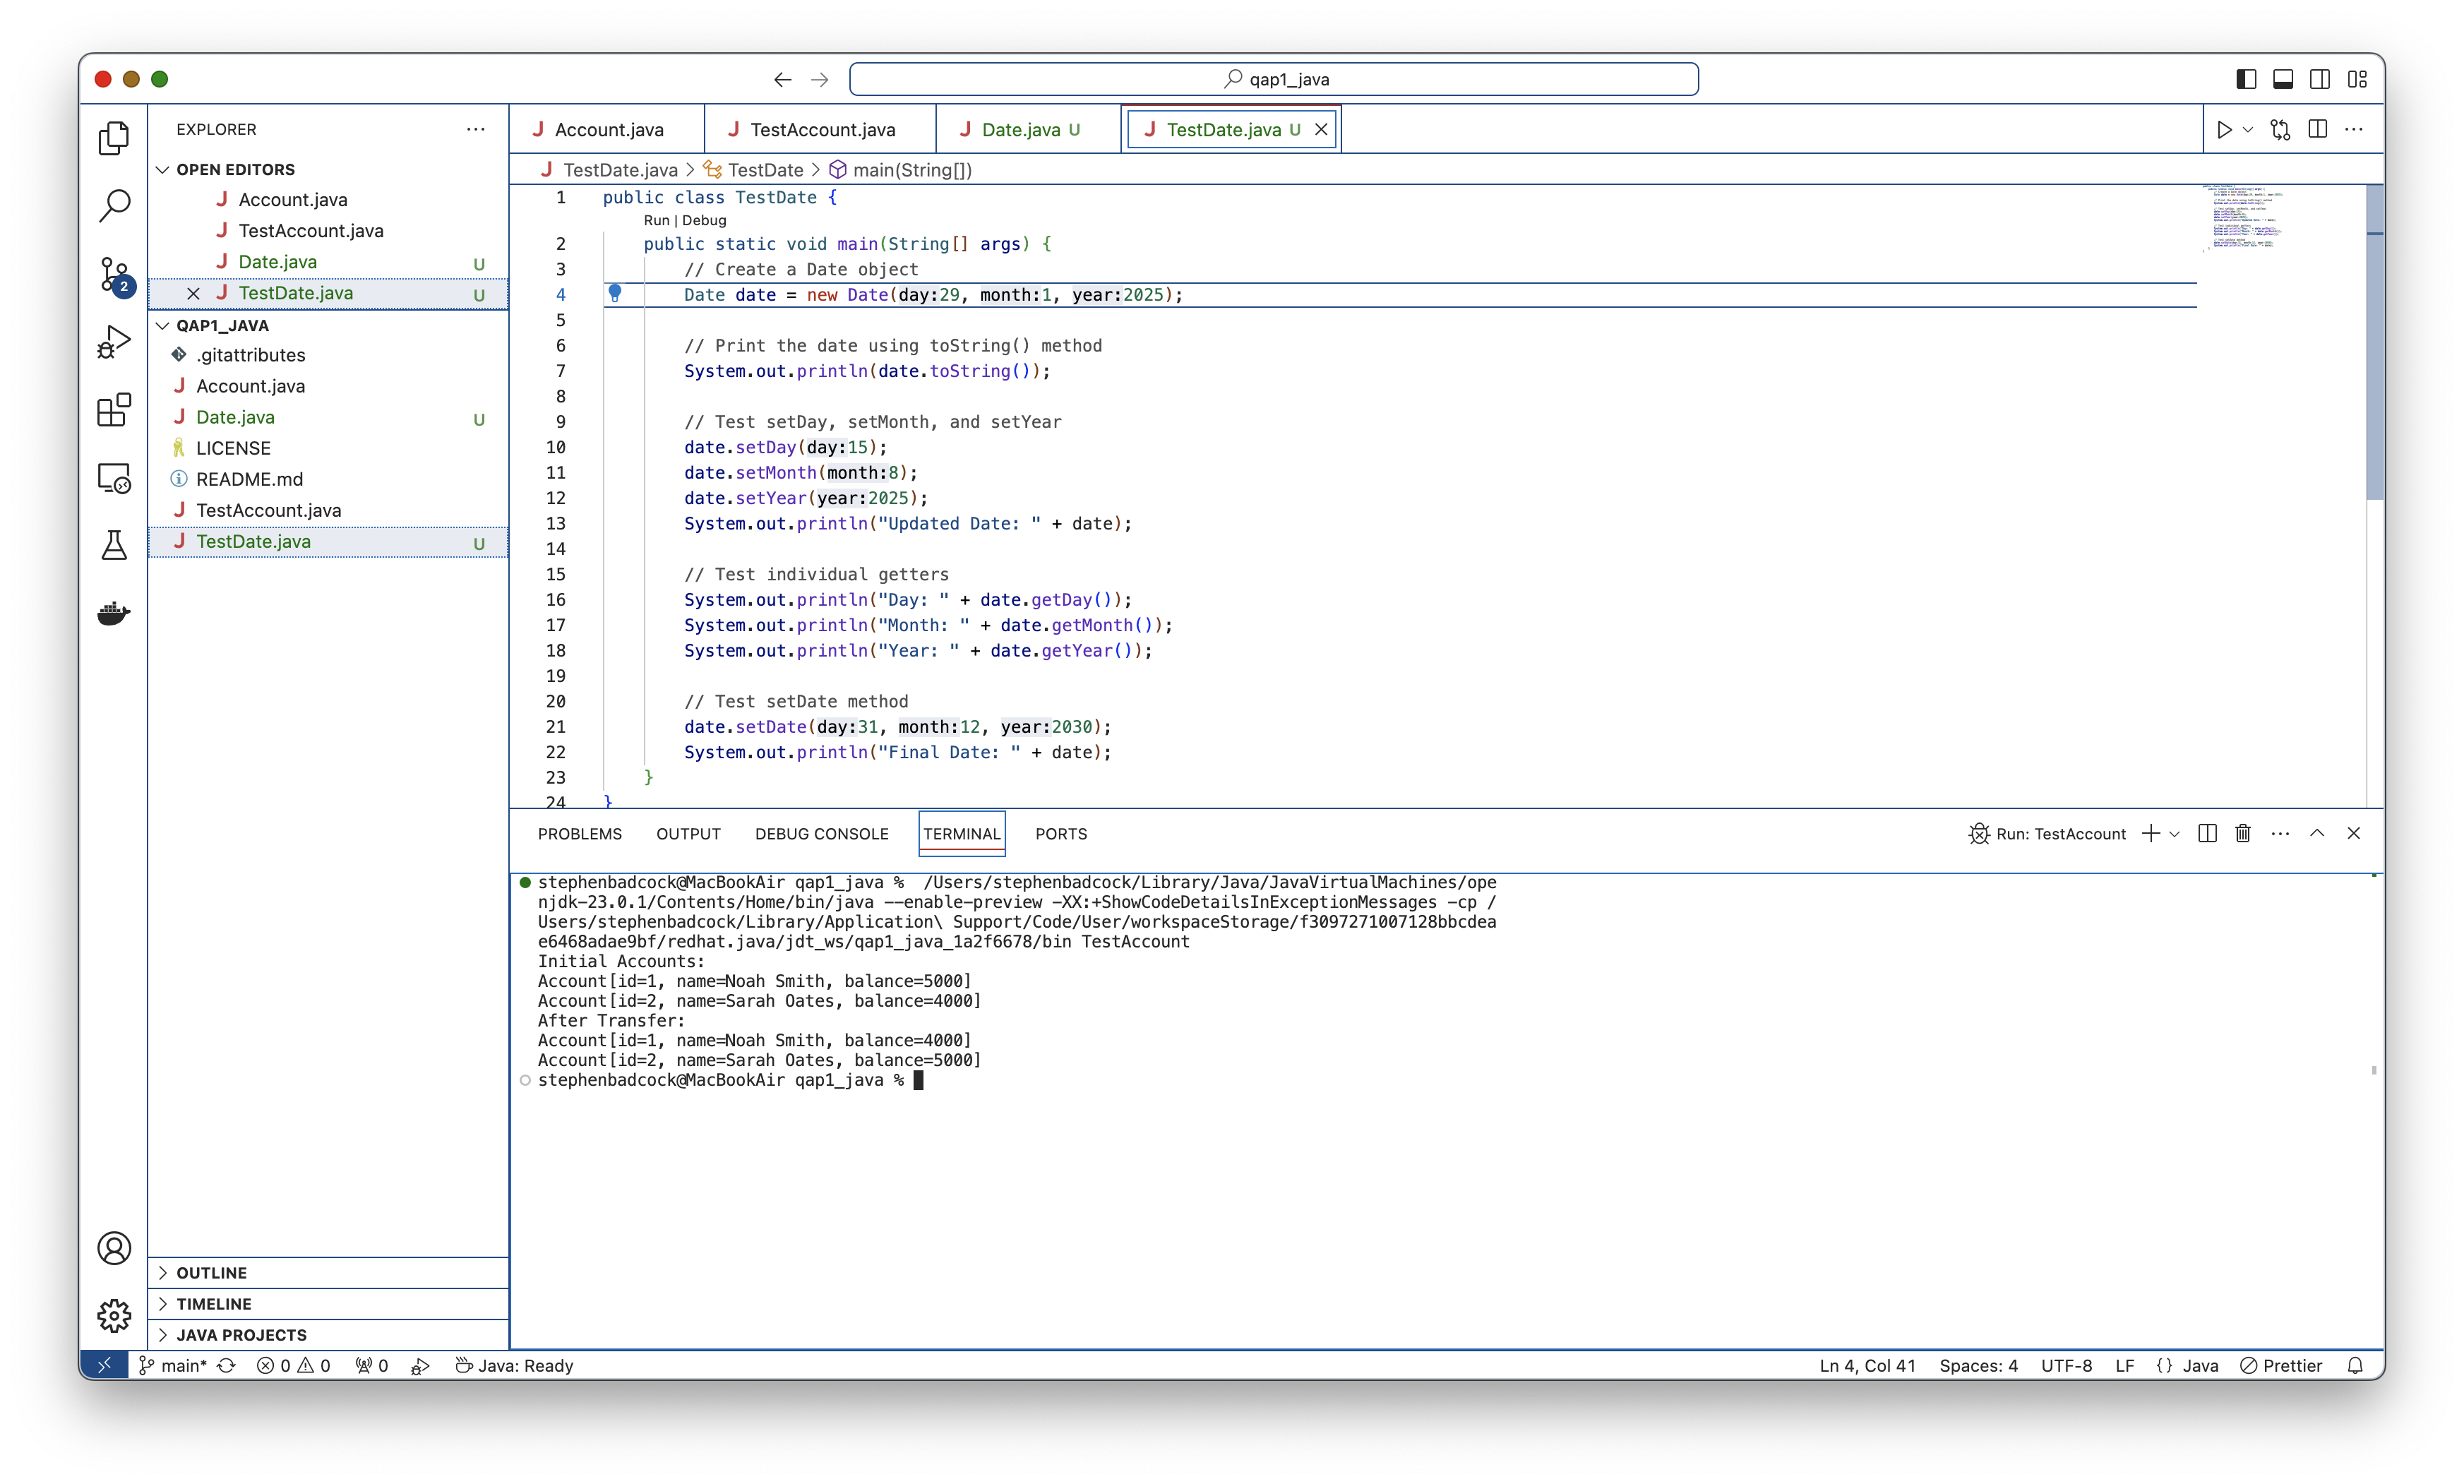 qap1_java
EXPLORER
OPEN EDITORS
Account.java
TestAccount.java
Date.java U
TestDate.java U
QAP1_JAVA
.gitattributes
Account.java
Date.java U
LICENSE
README.md
TestAccount.java
TestDate.java U
OUTLINE
TIMELINE
JAVA PROJECTS
2
Account.java TestAccount.java Date.java U TestDate.java U
TestDate.java > TestDate > main(String[])
1 public class TestDate {
Run | Debug
2 public static void main(String[] args) {
3 // Create a Date object
4 Date date = new Date(day:29, month:1, year:2025);
5
6 // Print the date using toString() method
7 System.out.println(date.toString());
8
9 // Test setDay, setMonth, and setYear
10 date.setDay(day:15);
11 date.setMonth(month:8);
12 date.setYear(year:2025);
13 System.out.println("Updated Date: " + date);
14
15 // Test individual getters
16 System.out.println("Day: " + date.getDay());
17 System.out.println("Month: " + date.getMonth());
18 System.out.println("Year: " + date.getYear());
19
20 // Test setDate method
21 date.setDate(day:31, month:12, year:2030);
22 System.out.println("Final Date: " + date);
23 }
24 }
PROBLEMS OUTPUT DEBUG CONSOLE TERMINAL PORTS Run: TestAccount
stephenbadcock@MacBookAir qap1_java % /Users/stephenbadcock/Library/Java/JavaVirtualMachines/ope
njdk-23.0.1/Contents/Home/bin/java --enable-preview -XX:+ShowCodeDetailsInExceptionMessages -cp /
Users/stephenbadcock/Library/Application\ Support/Code/User/workspaceStorage/f3097271007128bbcdea
e6468adae9bf/redhat.java/jdt_ws/qap1_java_1a2f6678/bin TestAccount
Initial Accounts:
Account[id=1, name=Noah Smith, balance=5000]
Account[id=2, name=Sarah Oates, balance=4000]
After Transfer:
Account[id=1, name=Noah Smith, balance=4000]
Account[id=2, name=Sarah Oates, balance=5000]
stephenbadcock@MacBookAir qap1_java %
main* 0 0 0 Java: Ready Ln 4, Col 41 Spaces: 4 UTF-8 LF {} Java Prettier